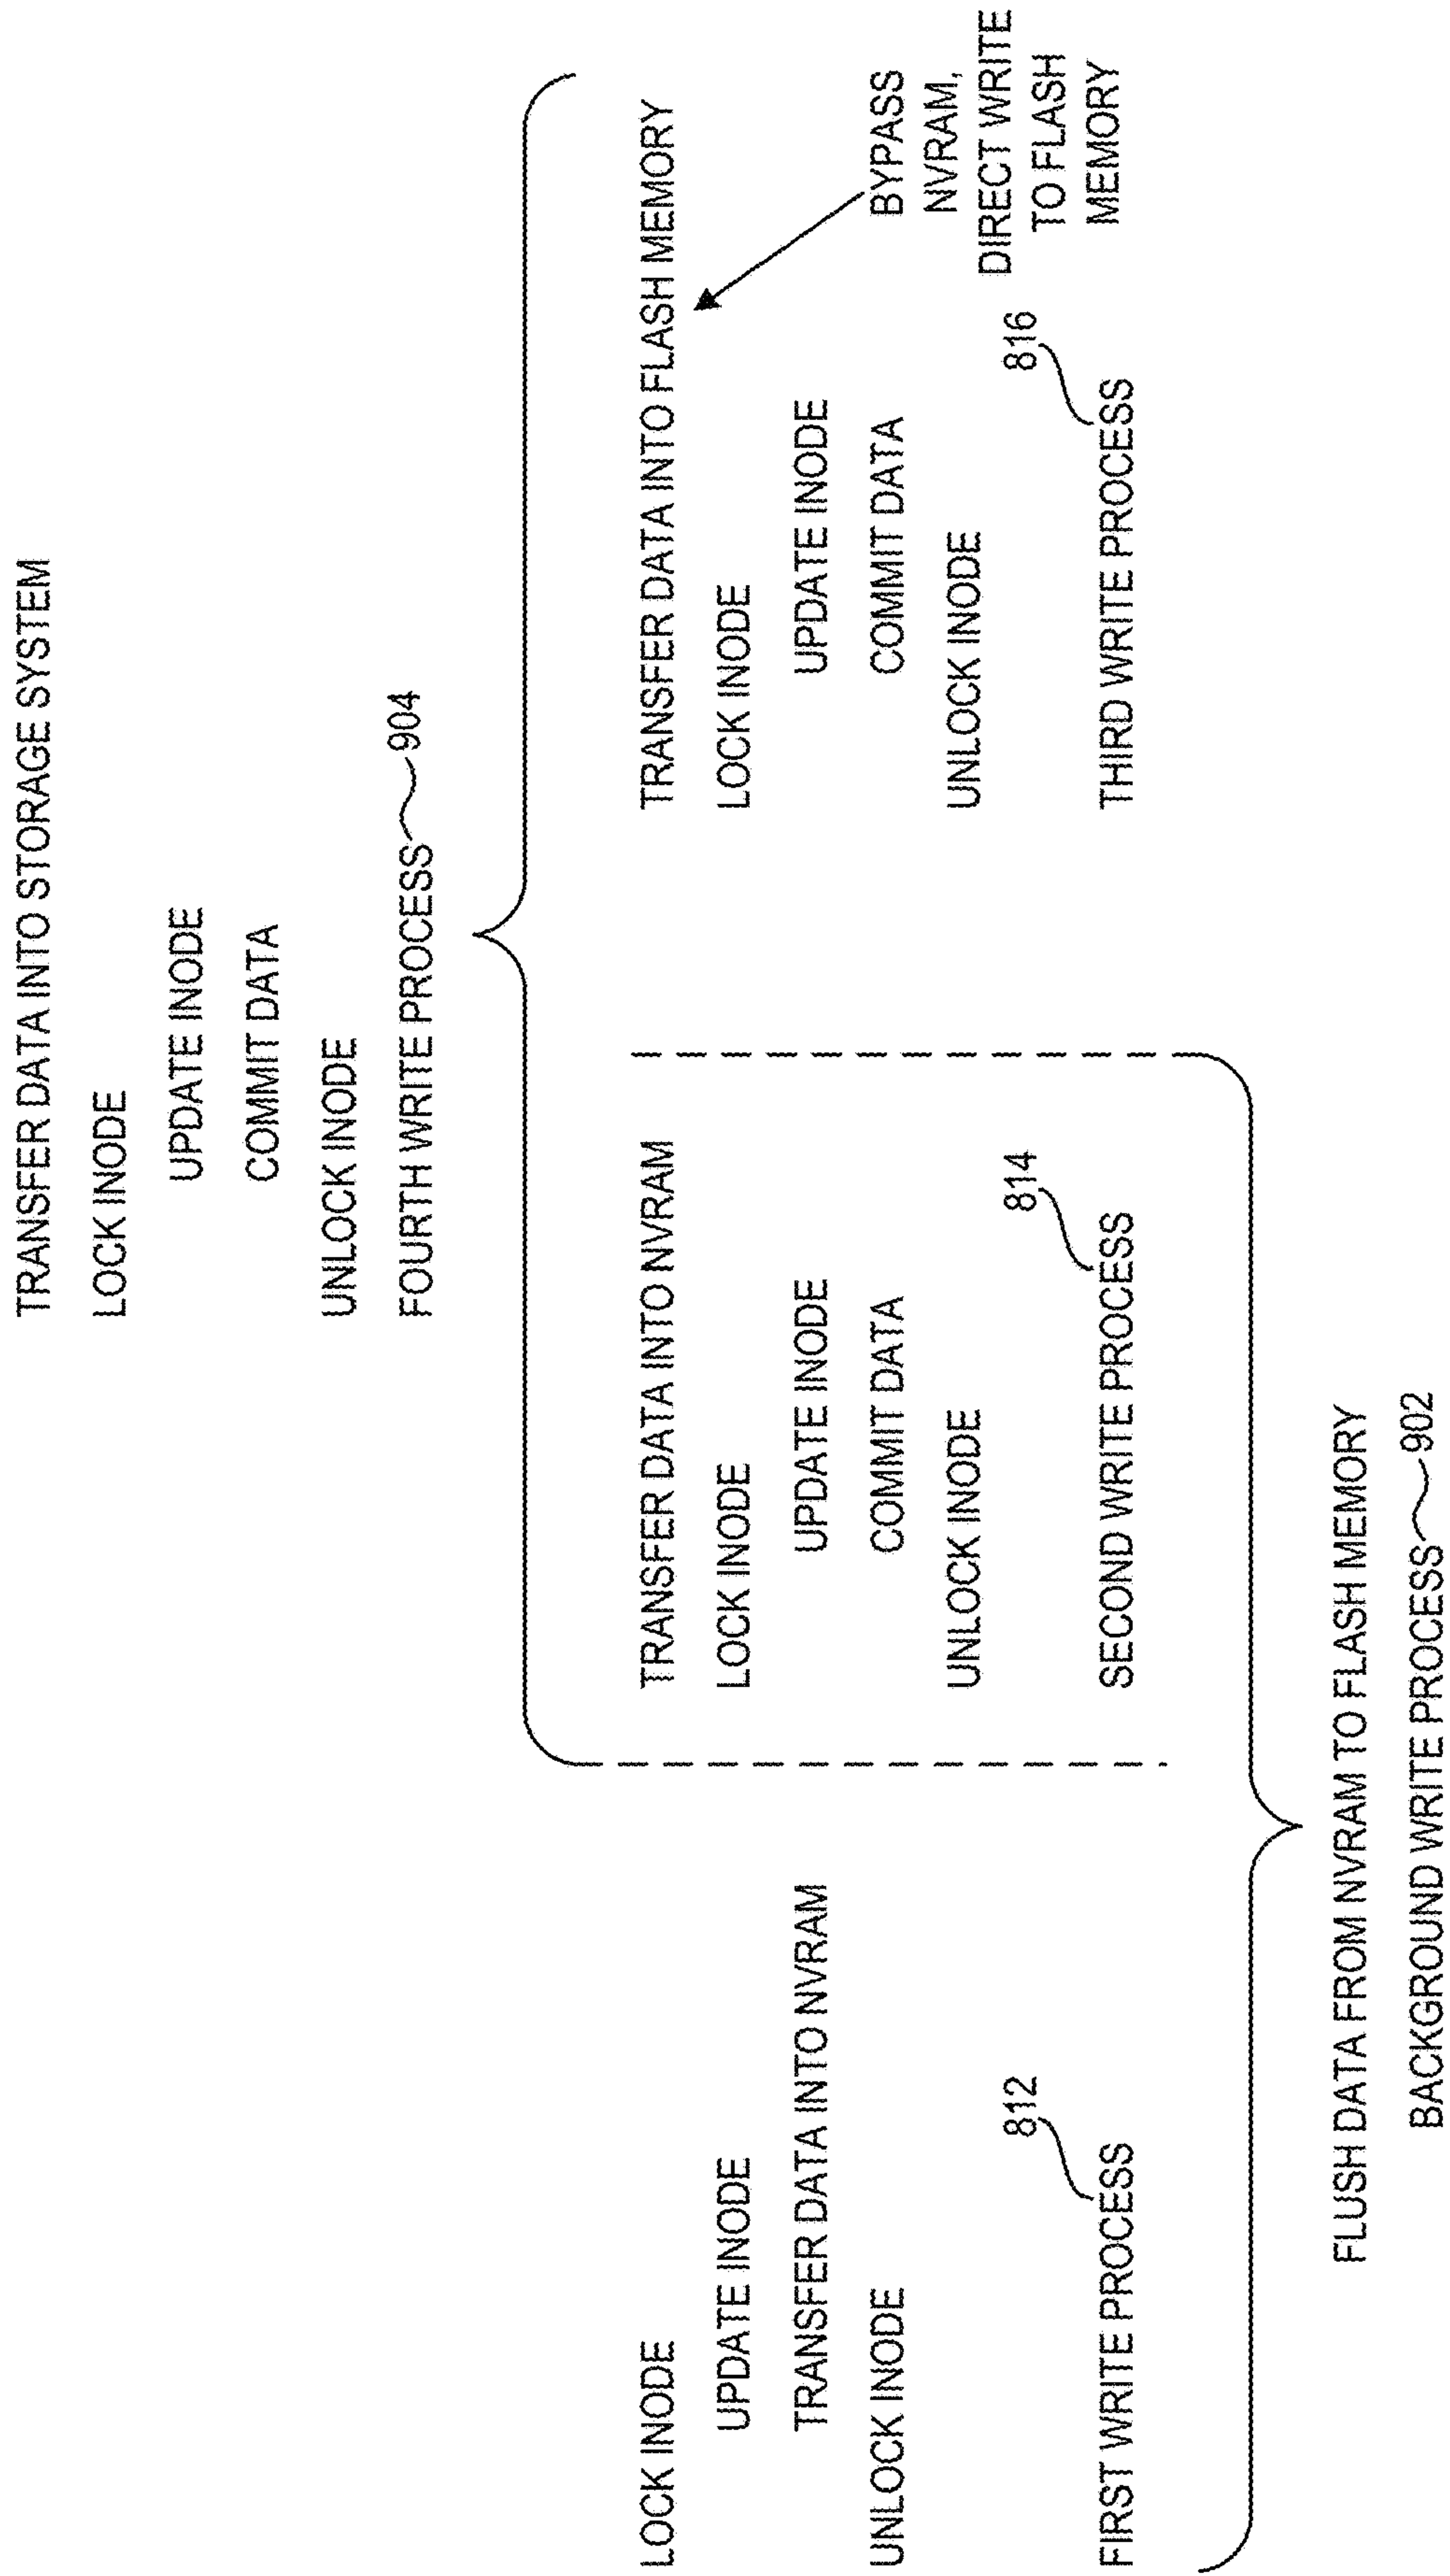 TRANSFER DATA INTO STORAGE SYSTEM
LOCK INODE
UPDATE INODE
COMMIT DATA
UNLOCK INODE
FOURTH WRITE PROCESS 904
LOCK INODE
UPDATE INODE
TRANSFER DATA INTO NVRAM
UNLOCK INODE
812
FIRST WRITE PROCESS
TRANSFER DATA INTO NVRAM
LOCK INODE
UPDATE INODE
COMMIT DATA
UNLOCK INODE
814
SECOND WRITE PROCESS
TRANSFER DATA INTO FLASH MEMORY
LOCK INODE
UPDATE INODE
COMMIT DATA
UNLOCK INODE
816
THIRD WRITE PROCESS
BYPASS
NVRAM,
DIRECT WRITE
TO FLASH
MEMORY
FLUSH DATA FROM NVRAM TO FLASH MEMORY
BACKGROUND WRITE PROCESS 902